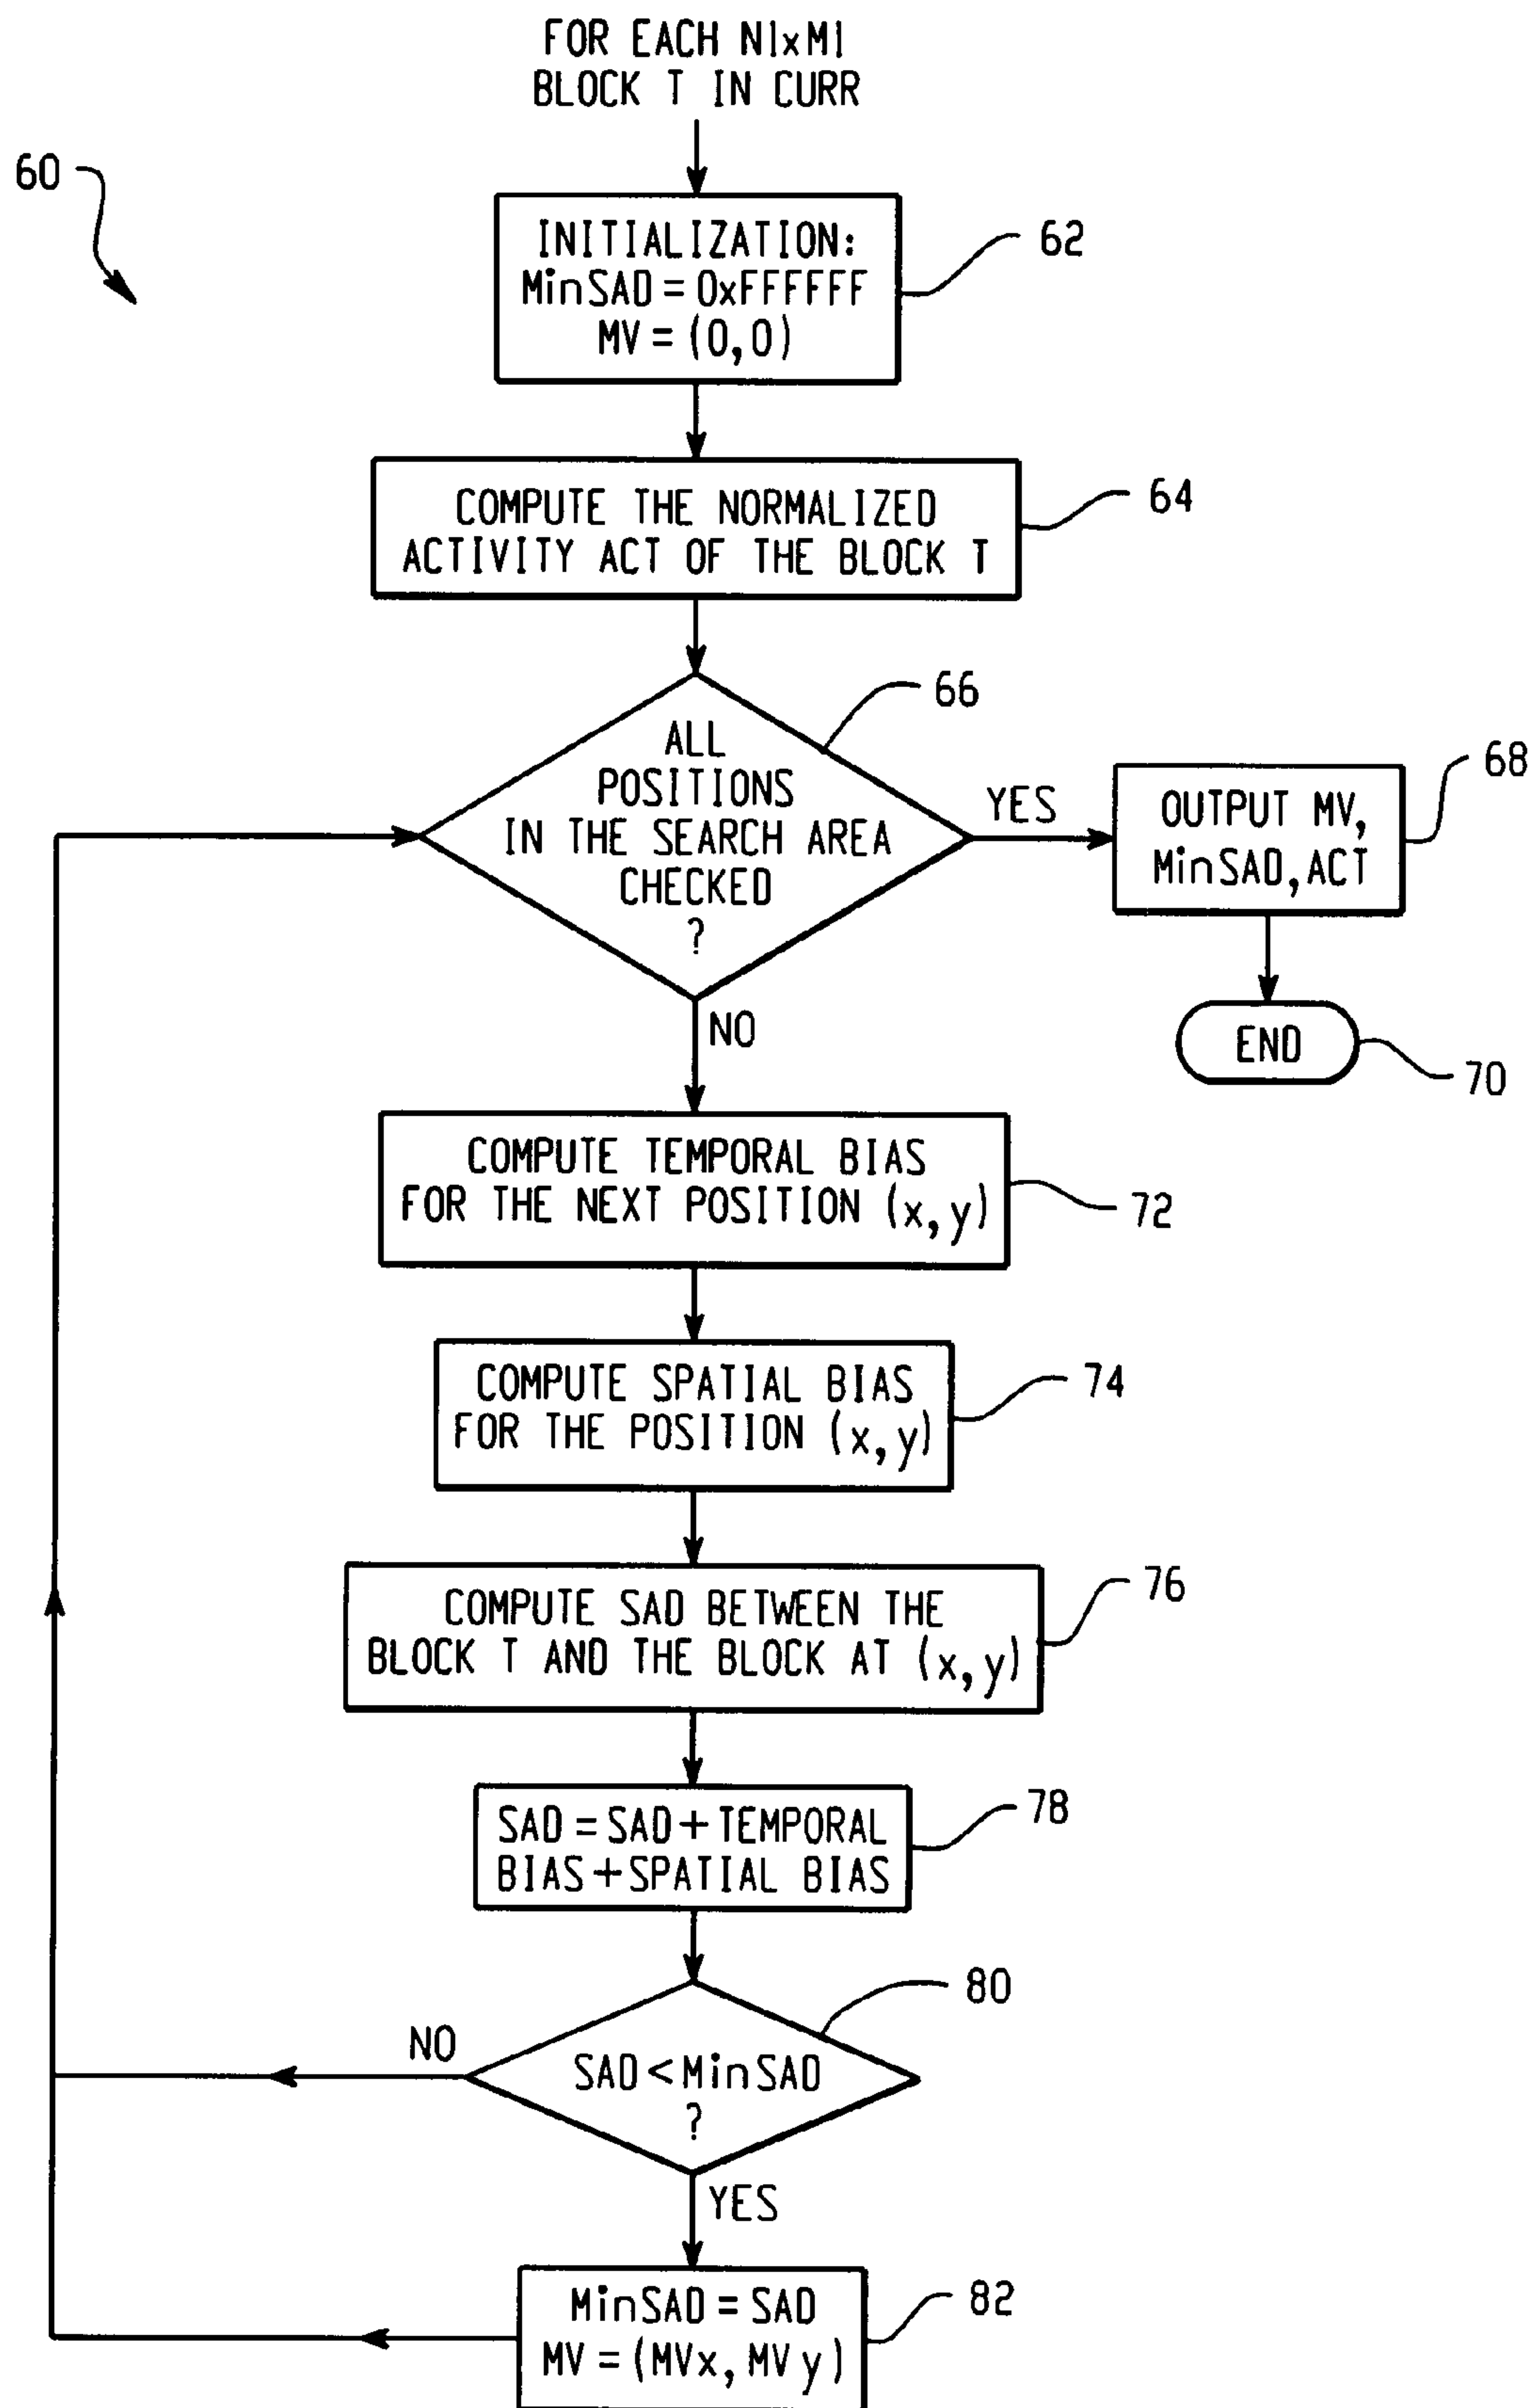 FOR EACH N1xM1
BLOCK T IN CURR
60
INITIALIZATION:
MinSAD = 0xFFFFFF
MV = (0,0)
62
COMPUTE THE NORMALIZED
ACTIVITY ACT OF THE BLOCK T
64
66
ALL
POSITIONS
IN THE SEARCH AREA
CHECKED
?
YES
OUTPUT MV,
MinSAD, ACT
68
NO
END
70
COMPUTE TEMPORAL BIAS
FOR THE NEXT POSITION (x, y)
72
COMPUTE SPATIAL BIAS
FOR THE POSITION (x, y)
74
COMPUTE SAD BETWEEN THE
BLOCK T AND THE BLOCK AT (x, y)
76
SAD = SAD + TEMPORAL
BIAS + SPATIAL BIAS
78
80
NO
SAD < MinSAD
?
YES
MinSAD = SAD
MV = (MVx, MVy)
82